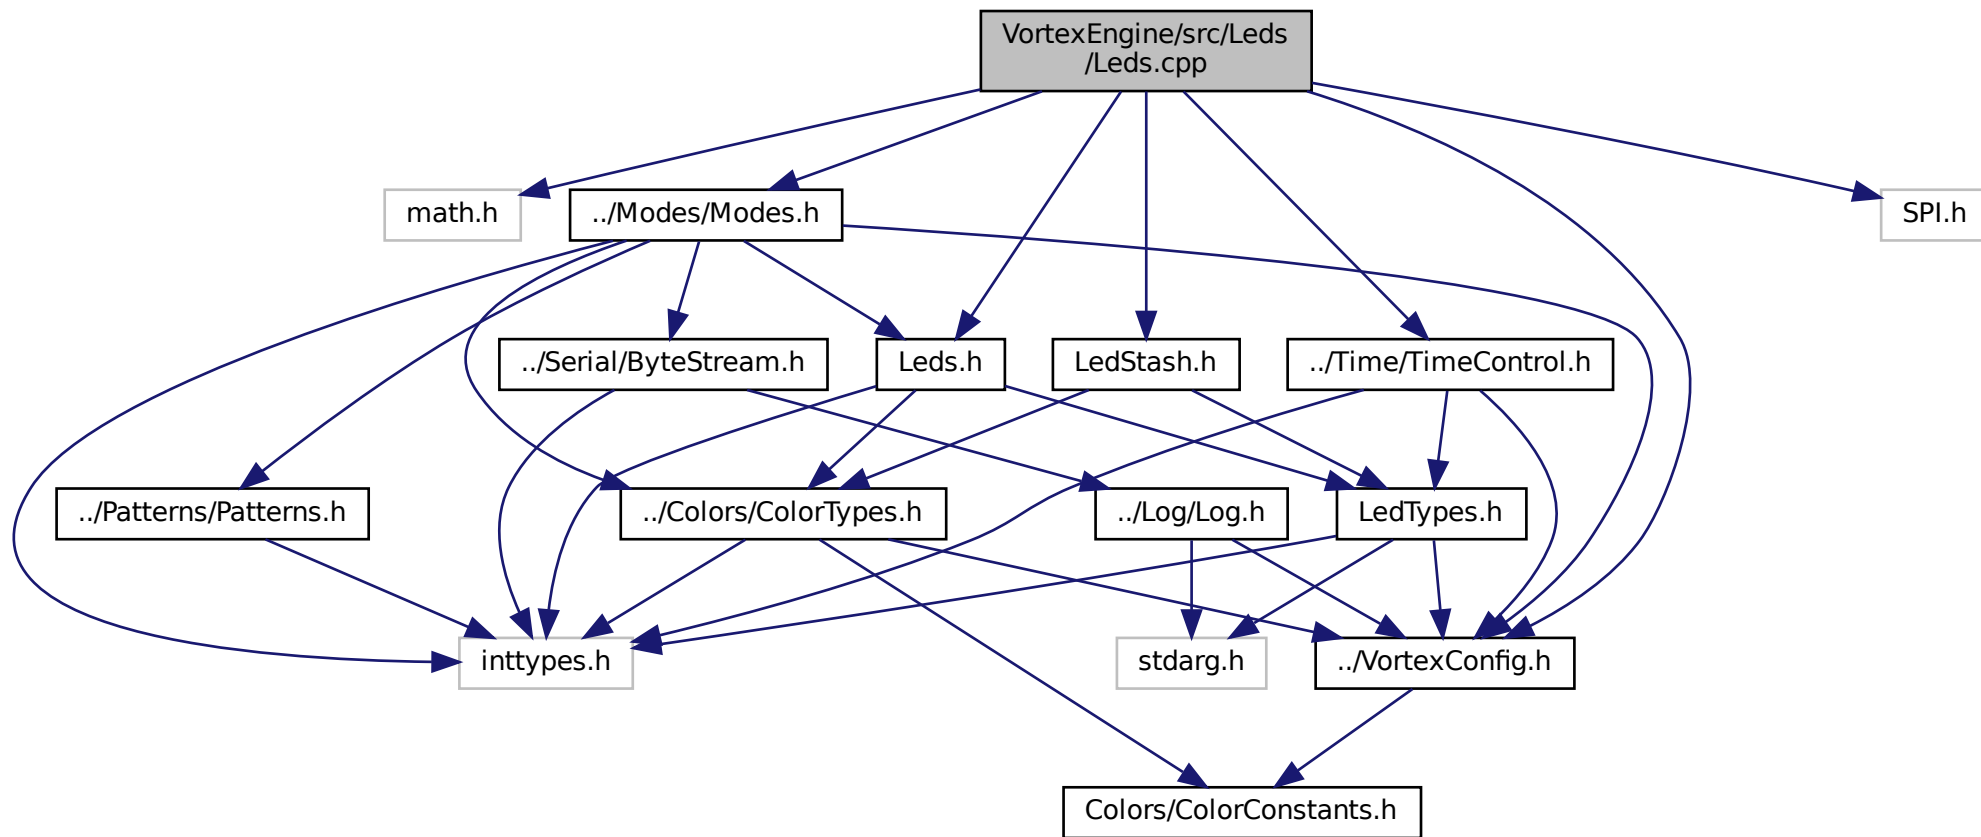 VortexEngine/src/Leds
/Leds.cpp
math.h
../Modes/Modes.h
SPI.h
../Serial/ByteStream.h
Leds.h
LedStash.h
../Time/TimeControl.h
../Patterns/Patterns.h
../Colors/ColorTypes.h
../Log/Log.h
LedTypes.h
inttypes.h
stdarg.h
../VortexConfig.h
Colors/ColorConstants.h